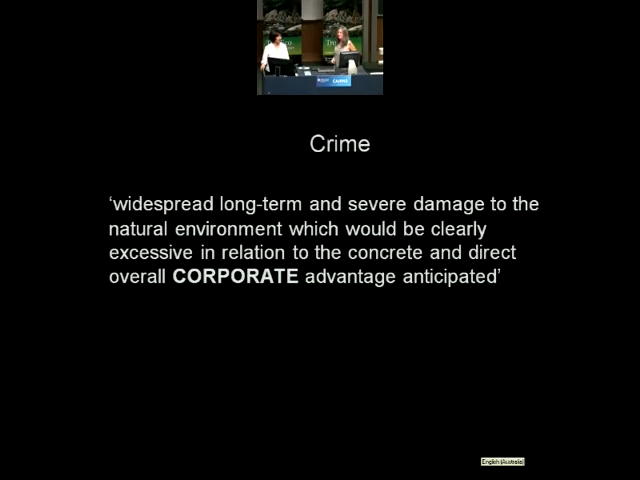 CAIRNS
Crime
‘widespread long-term and severe damage to the
natural environment which would be clearly
excessive in relation to the concrete and direct
overall CORPORATE advantage anticipated’
English (Australia)